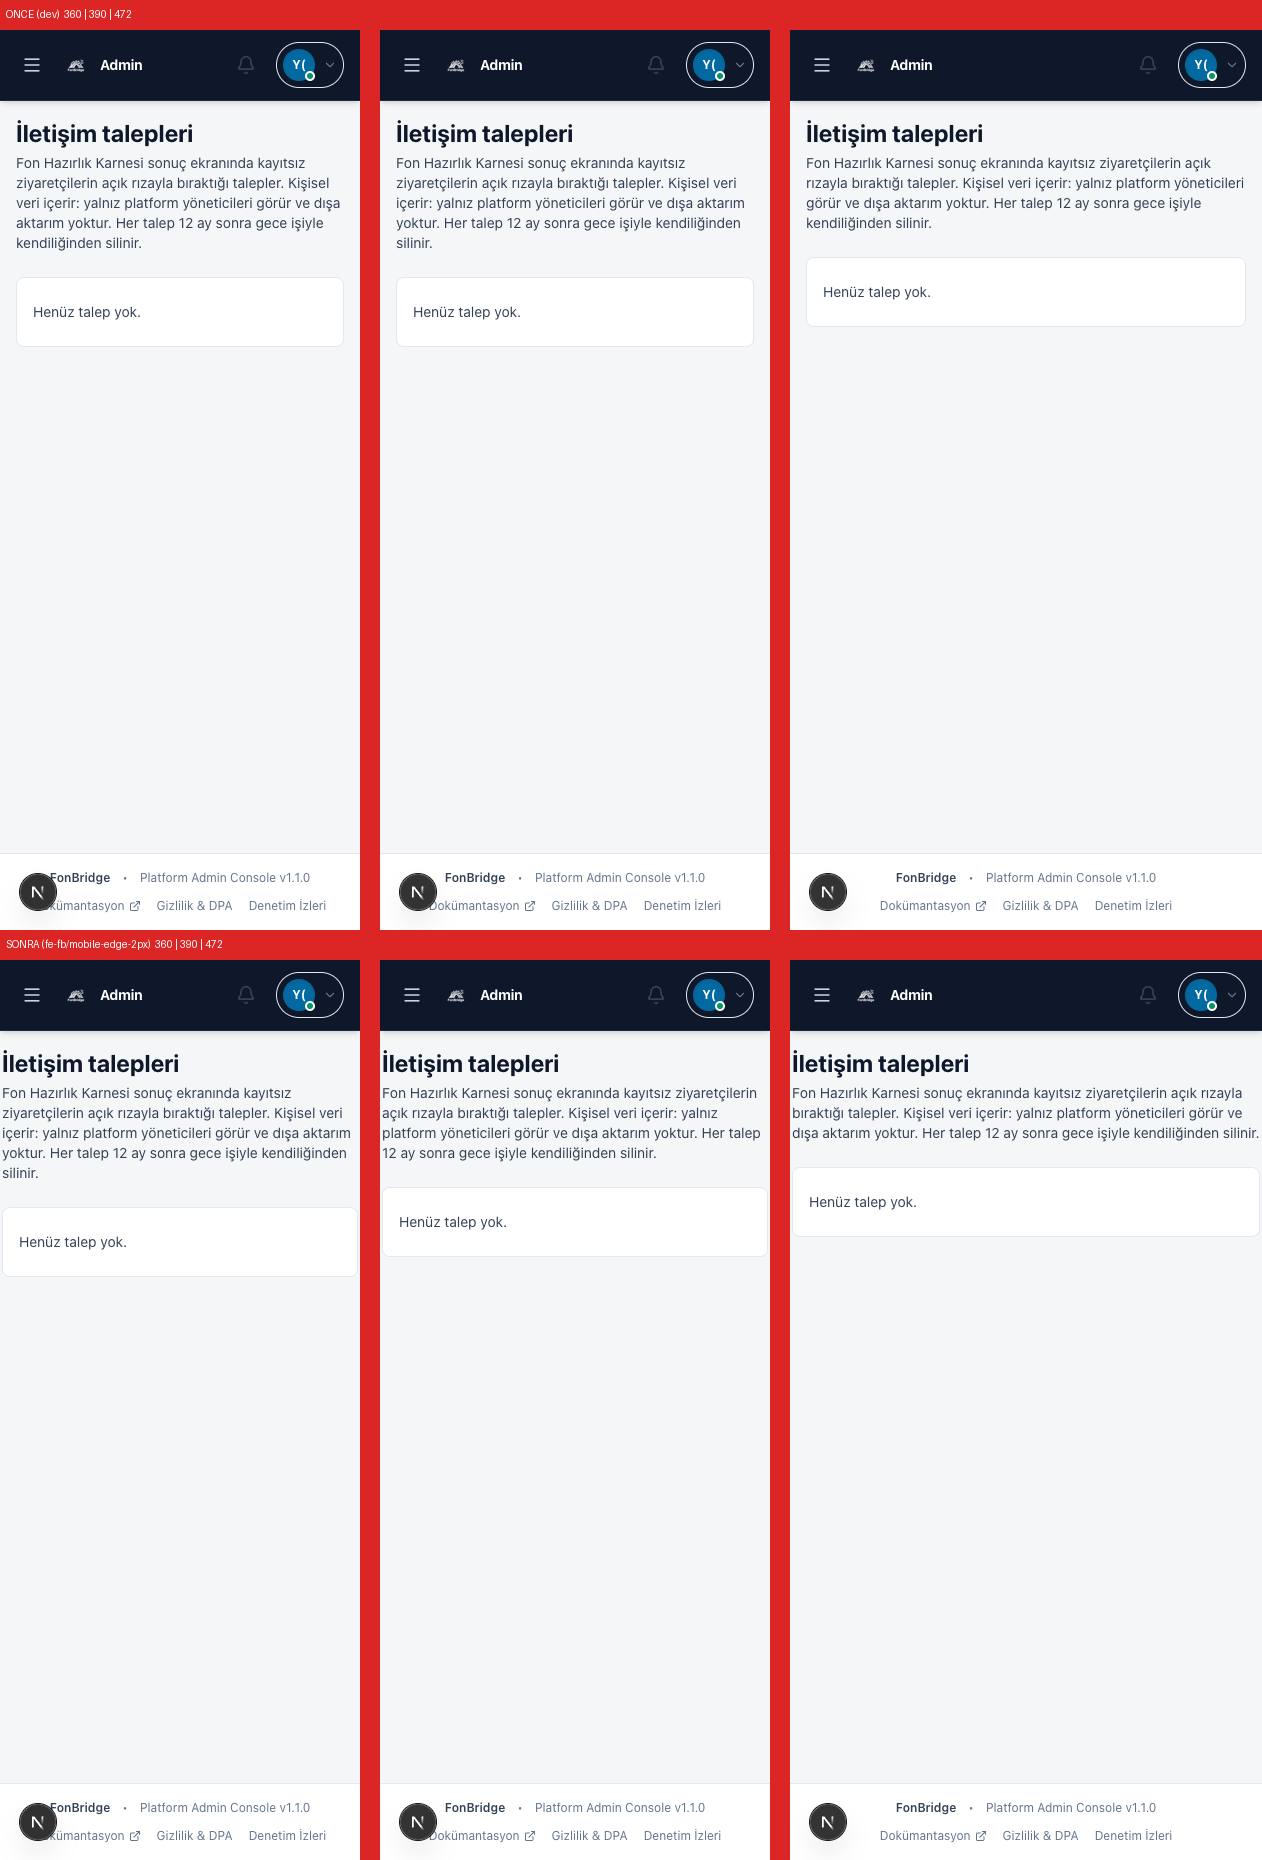 ONCE (dev) 360 | 390 | 472
Admin
Y(
İletişim talepleri
Fon Hazırlık Karnesi sonuç ekranında kayıtsız
ziyaretçilerin açık rızayla bıraktığı talepler. Kişisel
veri içerir: yalnız platform yöneticileri görür ve dışa
aktarım yoktur. Her talep 12 ay sonra gece işiyle
kendiliğinden silinir.
Henüz talep yok.
N
FonBridge • Platform Admin Console v1.1.0
kümantasyon Gizlilik & DPA Denetim İzleri
Admin
Y(
İletişim talepleri
Fon Hazırlık Karnesi sonuç ekranında kayıtsız
ziyaretçilerin açık rızayla bıraktığı talepler. Kişisel veri
içerir: yalnız platform yöneticileri görür ve dışa aktarım
yoktur. Her talep 12 ay sonra gece işiyle kendiliğinden
silinir.
Henüz talep yok.
N
FonBridge • Platform Admin Console v1.1.0
Dokümantasyon Gizlilik & DPA Denetim İzleri
Admin
Y(
İletişim talepleri
Fon Hazırlık Karnesi sonuç ekranında kayıtsız ziyaretçilerin açık
rızayla bıraktığı talepler. Kişisel veri içerir: yalnız platform yöneticileri
görür ve dışa aktarım yoktur. Her talep 12 ay sonra gece işiyle
kendiliğinden silinir.
Henüz talep yok.
N
FonBridge • Platform Admin Console v1.1.0
Dokümantasyon Gizlilik & DPA Denetim İzleri
SONRA (fe-fb/mobile-edge-2px) 360 | 390 | 472
Admin
Y(
İletişim talepleri
Fon Hazırlık Karnesi sonuç ekranında kayıtsız
ziyaretçilerin açık rızayla bıraktığı talepler. Kişisel veri
içerir: yalnız platform yöneticileri görür ve dışa aktarım
yoktur. Her talep 12 ay sonra gece işiyle kendiliğinden
silinir.
Henüz talep yok.
N
FonBridge • Platform Admin Console v1.1.0
kümantasyon Gizlilik & DPA Denetim İzleri
Admin
Y(
İletişim talepleri
Fon Hazırlık Karnesi sonuç ekranında kayıtsız ziyaretçilerin
açık rızayla bıraktığı talepler. Kişisel veri içerir: yalnız
platform yöneticileri görür ve dışa aktarım yoktur. Her talep
12 ay sonra gece işiyle kendiliğinden silinir.
Henüz talep yok.
N
FonBridge • Platform Admin Console v1.1.0
Dokümantasyon Gizlilik & DPA Denetim İzleri
Admin
Y(
İletişim talepleri
Fon Hazırlık Karnesi sonuç ekranında kayıtsız ziyaretçilerin açık rızayla
bıraktığı talepler. Kişisel veri içerir: yalnız platform yöneticileri görür ve
dışa aktarım yoktur. Her talep 12 ay sonra gece işiyle kendiliğinden silinir.
Henüz talep yok.
N
FonBridge • Platform Admin Console v1.1.0
Dokümantasyon Gizlilik & DPA Denetim İzleri